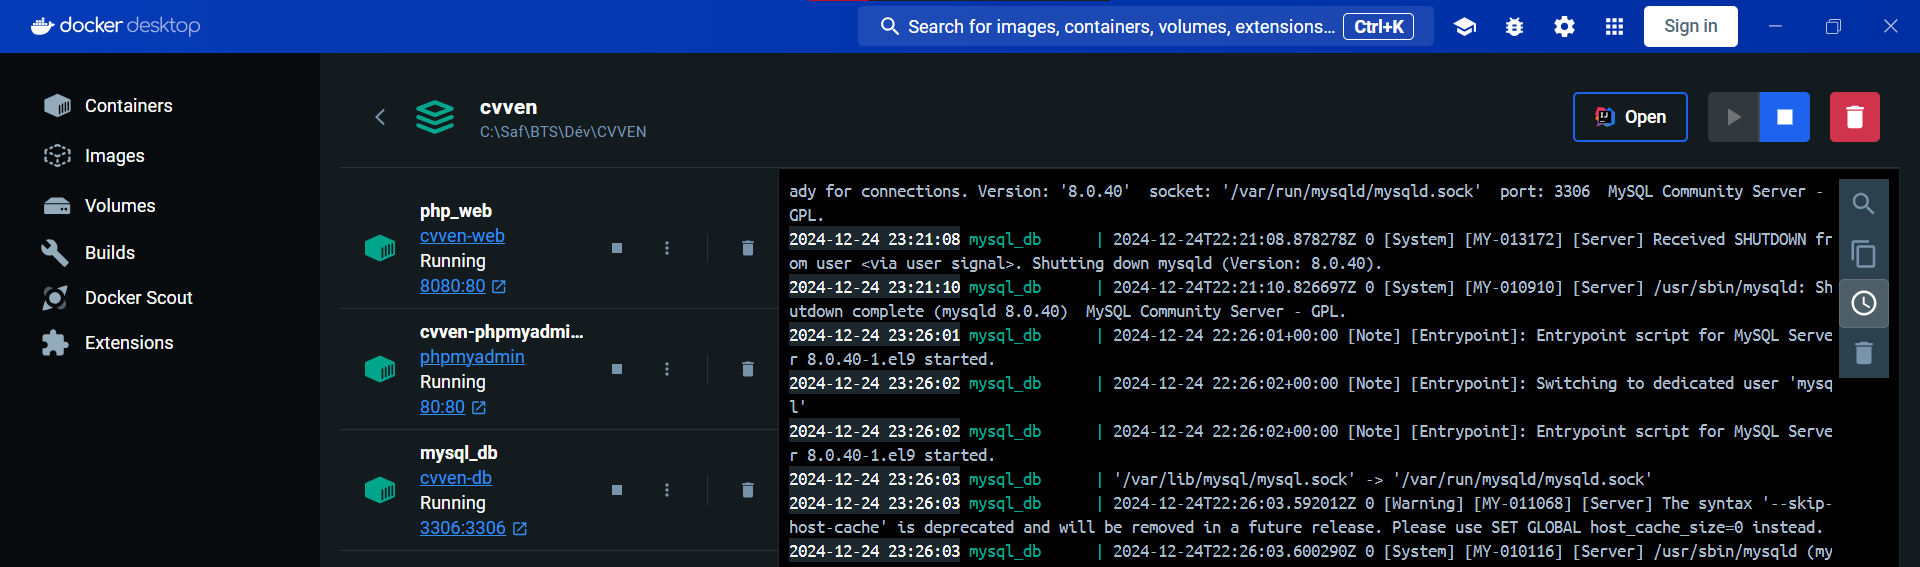 docker desktop
Search for images, containers, volumes, extensions... Ctrl+K
Sign in
Containers
Images
Volumes
Builds
Docker Scout
Extensions
cvven
C:\Saf\BTS\Dév\CVVEN
Open
php_web
cvven-web
Running
8080:80
cvven-phpmyadmi...
phpmyadmin
Running
80:80
mysql_db
cvven-db
Running
3306:3306
ady for connections. Version: '8.0.40'  socket: '/var/run/mysqld/mysqld.sock'  port: 3306  MySQL Community Server -
GPL.
2024-12-24 23:21:08 mysql_db      | 2024-12-24T22:21:08.878278Z 0 [System] [MY-013172] [Server] Received SHUTDOWN fr
om user <via user signal>. Shutting down mysqld (Version: 8.0.40).
2024-12-24 23:21:10 mysql_db      | 2024-12-24T22:21:10.826697Z 0 [System] [MY-010910] [Server] /usr/sbin/mysqld: Sh
utdown complete (mysqld 8.0.40)  MySQL Community Server - GPL.
2024-12-24 23:26:01 mysql_db      | 2024-12-24 22:26:01+00:00 [Note] [Entrypoint]: Entrypoint script for MySQL Serve
r 8.0.40-1.el9 started.
2024-12-24 23:26:02 mysql_db      | 2024-12-24 22:26:02+00:00 [Note] [Entrypoint]: Switching to dedicated user 'mysq
l'
2024-12-24 23:26:02 mysql_db      | 2024-12-24 22:26:02+00:00 [Note] [Entrypoint]: Entrypoint script for MySQL Serve
r 8.0.40-1.el9 started.
2024-12-24 23:26:03 mysql_db      | '/var/lib/mysql/mysql.sock' -> '/var/run/mysqld/mysqld.sock'
2024-12-24 23:26:03 mysql_db      | 2024-12-24T22:26:03.592012Z 0 [Warning] [MY-011068] [Server] The syntax '--skip-
host-cache' is deprecated and will be removed in a future release. Please use SET GLOBAL host_cache_size=0 instead.
2024-12-24 23:26:03 mysql_db      | 2024-12-24T22:26:03.600290Z 0 [System] [MY-010116] [Server] /usr/sbin/mysqld (my